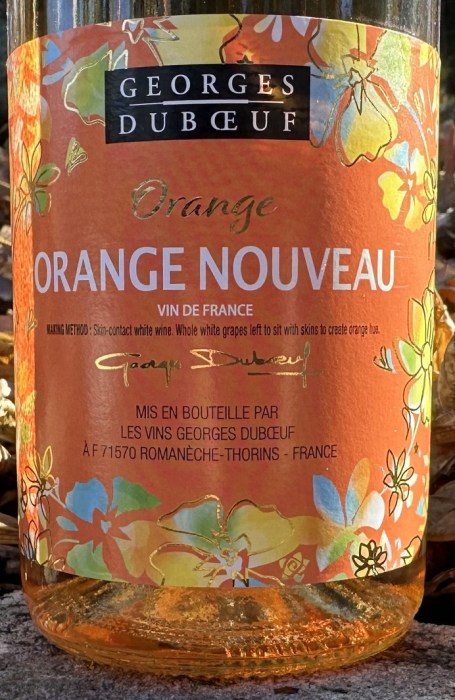 GEORGES
DUBŒUF
Orange
ORANGE NOUVEAU
VIN DE FRANCE
MAKING METHOD : Skin-contact white wine. Whole white grapes left to sit with skins to create orange hue.
Georges Dubœuf
MIS EN BOUTEILLE PAR
LES VINS GEORGES DUBŒUF
À F 71570 ROMANÈCHE-THORINS - FRANCE